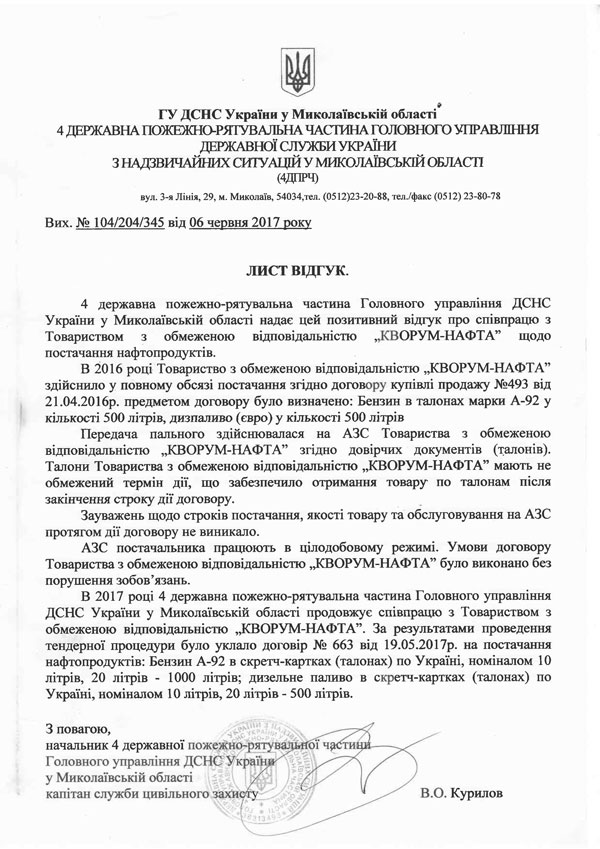 ГУ ДСНС України у Миколаївській області
4 ДЕРЖАВНА ПОЖЕЖНО-РЯТУВАЛЬНА ЧАСТИНА ГОЛОВНОГО УПРАВЛІННЯ
ДЕРЖАВНОЇ СЛУЖБИ УКРАЇНИ
З НАДЗВИЧАЙНИХ СИТУАЦІЙ У МИКОЛАЇВСЬКІЙ ОБЛАСТІ
(4ДПРЧ)
вул. 3-я Лінія, 29, м. Миколаїв, 54034,тел. (0512)23-20-88, тел./факс (0512) 23-80-78
Вих. № 104/204/345 від 06 червня 2017 року
ЛИСТ ВІДГУК.
4 державна пожежно-рятувальна частина Головного управління ДСНС
України у Миколаївській області надає цей позитивний відгук про співпрацю з
Товариством з обмеженою відповідальністю „КВОРУМ-НАФТА” щодо
постачання нафтопродуктів.
В 2016 році Товариство з обмеженою відповідальністю „КВОРУМ-НАФТА”
здійснило у повному обсязі постачання згідно договору купівлі продажу №493 від
21.04.2016р. предметом договору було визначено: Бензин в талонах марки А-92 у
кількості 500 літрів, дизпаливо (євро) у кількості 500 літрів
Передача пального здійснювалася на АЗС Товариства з обмеженою
відповідальністю „КВОРУМ-НАФТА” згідно довірчих документів (талонів).
Талони Товариства з обмеженою відповідальністю „КВОРУМ-НАФТА” мають не
обмежений термін дії, що забезпечило отримання товару по талонам після
закінчення строку дії договору.
Зауважень щодо строків постачання, якості товару та обслуговування на АЗС
протягом дії договору не виникало.
АЗС постачальника працюють в цілодобовому режимі. Умови договору
Товариства з обмеженою відповідальністю „КВОРУМ-НАФТА” було виконано без
порушення зобов’язань.
В 2017 році 4 державна пожежно-рятувальна частина Головного управління
ДСНС України у Миколаївській області продовжує співпрацю з Товариством з
обмеженою відповідальністю „КВОРУМ-НАФТА”. За результатами проведення
тендерної процедури було уклало договір № 663 від 19.05.2017р. на постачання
нафтопродуктів: Бензин А-92 в скретч-картках (талонах) по Україні, номіналом 10
літрів, 20 літрів - 1000 літрів; дизельне паливо в скретч-картках (талонах) по
Україні, номіналом 10 літрів, 20 літрів - 500 літрів.
З повагою,
начальник 4 державної пожежно-рятувальної частини
Головного управління ДСНС України
у Миколаївській області
капітан служби цивільного захисту В.О. Курилов